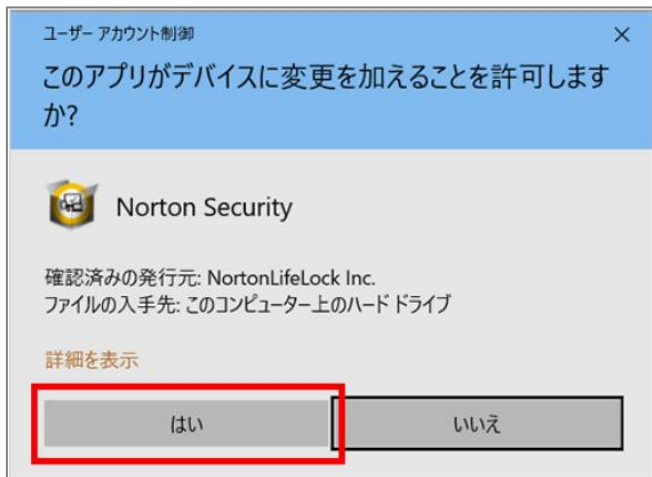 ユーザー アカウント制御
このアプリがデバイスに変更を加えることを許可します
か?
Norton Security
確認済みの発行元: NortonLifeLock Inc.
ファイルの入手先: このコンピューター上のハード ドライブ
詳細を表示
はい
いいえ